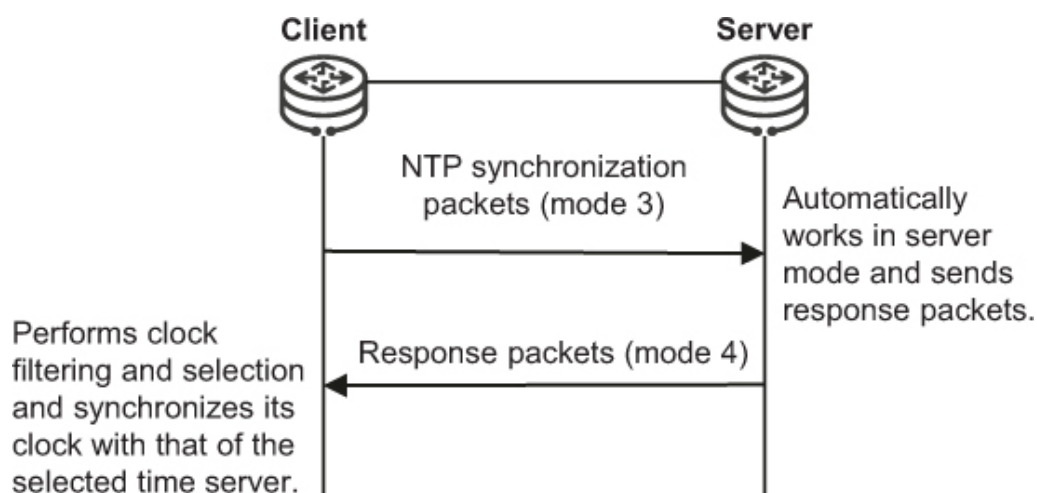 Client
Server
NTP synchronization
packets (mode 3)
Automatically
works in server
mode and sends
response packets.
Performs clock
filtering and selection
and synchronizes its
clock with that of the
selected time server.
Response packets (mode 4)